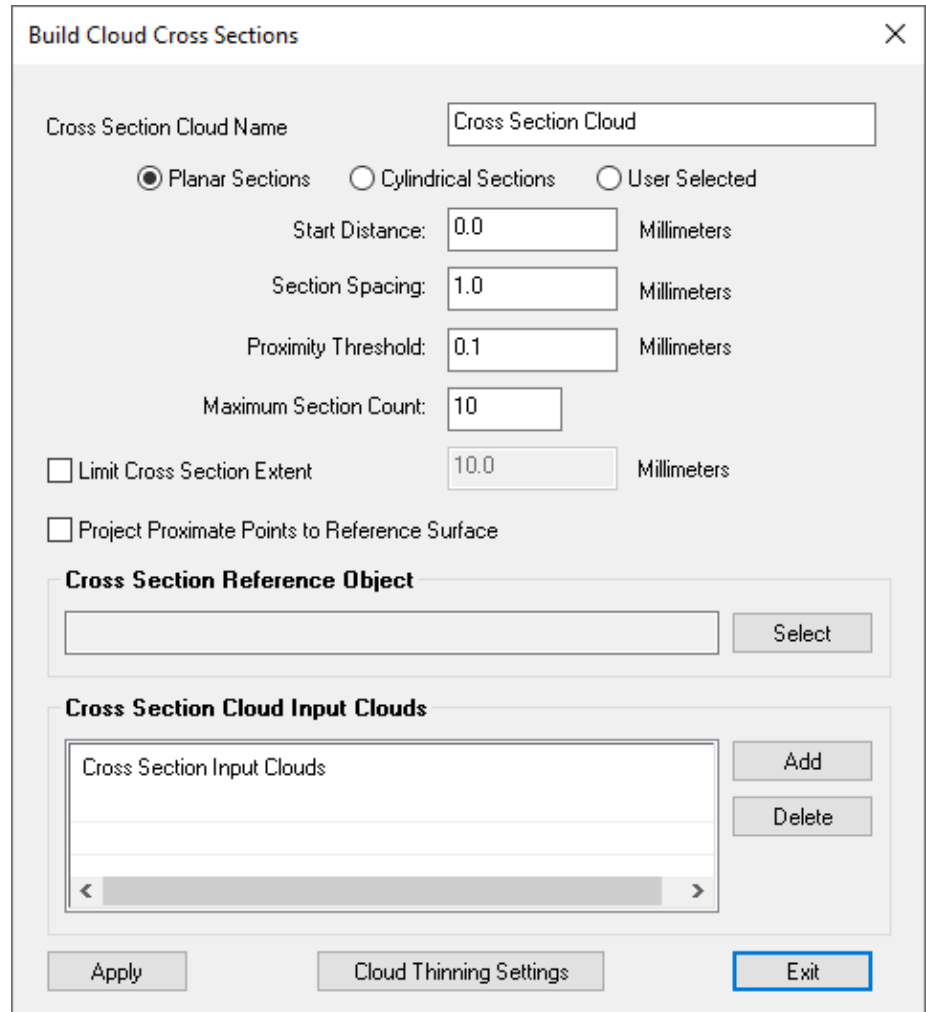 Build Cloud Cross Sections
Cross Section Cloud Name Cross Section Cloud
Planar Sections Cylindrical Sections User Selected
Start Distance: 0.0 Millimeters
Section Spacing: 1.0 Millimeters
Proximity Threshold: 0.1 Millimeters
Maximum Section Count: 10
Limit Cross Section Extent 10.0 Millimeters
Project Proximate Points to Reference Surface
Cross Section Reference Object
Select
Cross Section Cloud Input Clouds
Cross Section Input Clouds
Add
Delete
Apply Cloud Thinning Settings Exit